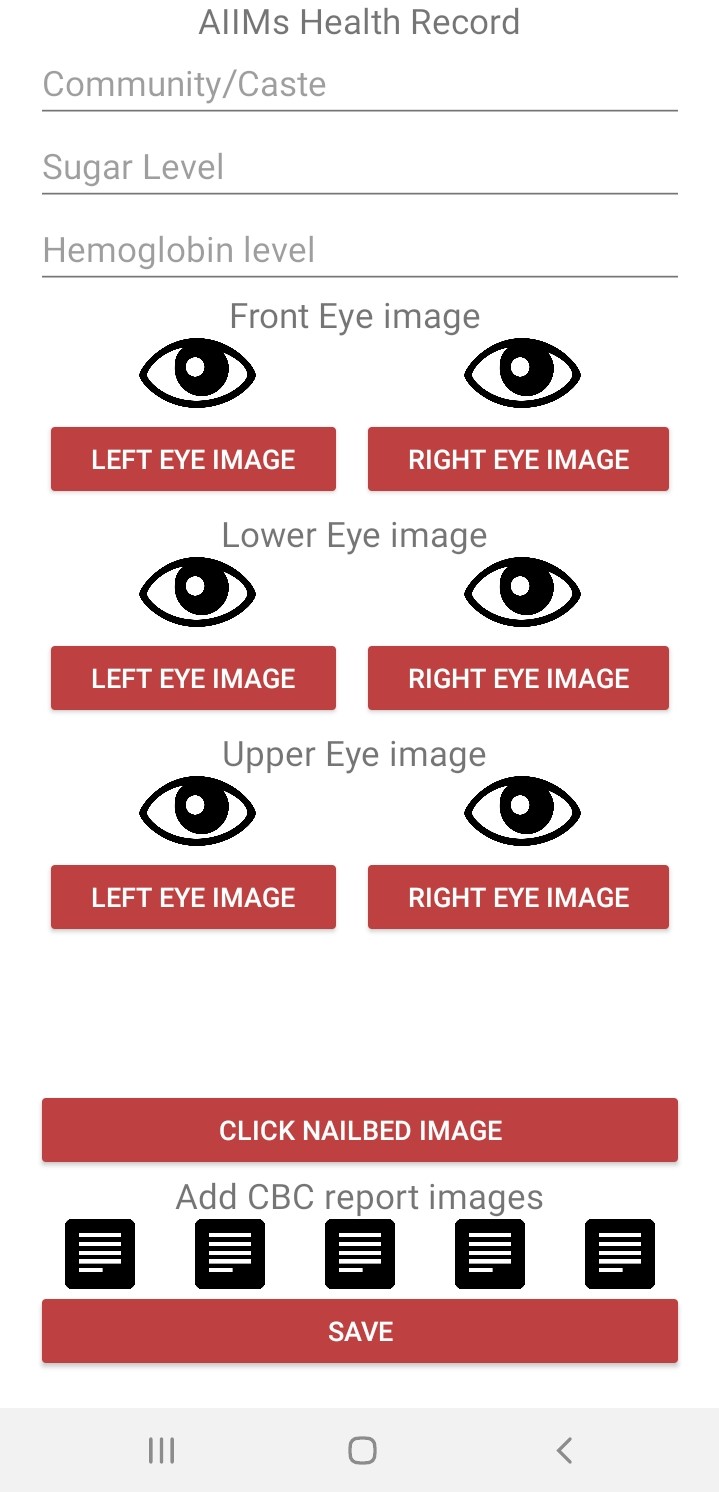 AIIMs Health Record
Community/Caste
Sugar Level
Hemoglobin level
Front Eye image
LEFT EYE IMAGE RIGHT EYE IMAGE
Lower Eye image
LEFT EYE IMAGE RIGHT EYE IMAGE
Upper Eye image
LEFT EYE IMAGE RIGHT EYE IMAGE
CLICK NAILBED IMAGE
Add CBC report images
SAVE